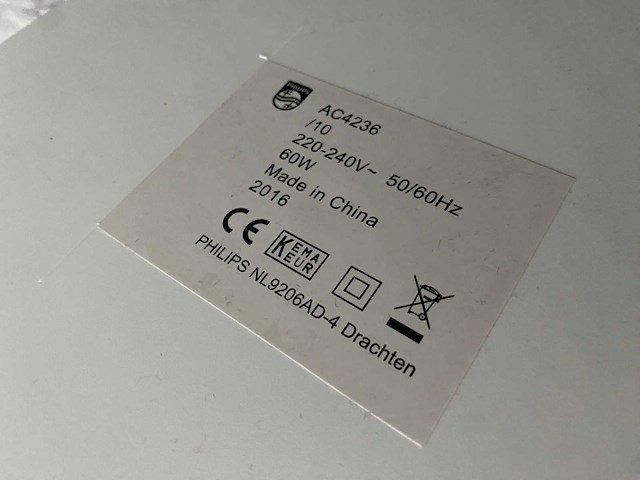 PHILIPS
AC4236
/10
220-240V~ 50/60Hz
60W
Made in China
2016
CE
KEMA
KEUR
PHILIPS NL9206AD-4 Drachten